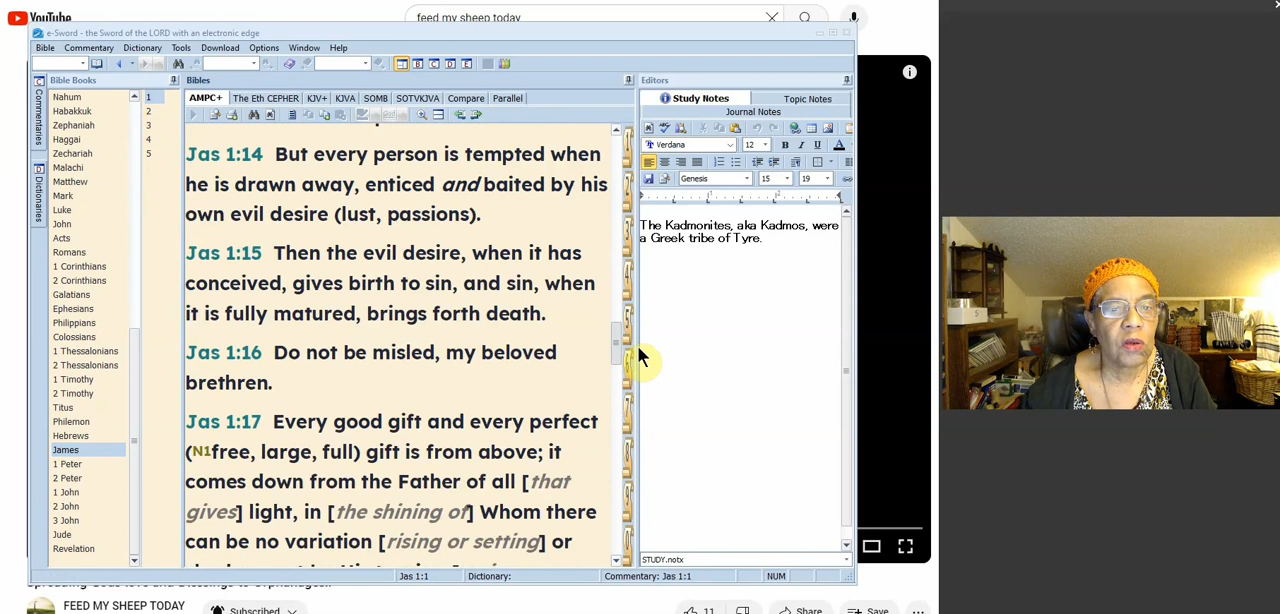 YouTube
feed my sheep today
e-Sword - the Sword of the LORD with an electronic edge
Bible Commentary Dictionary Tools Download Options Window Help
Bible Books
Bibles
Editors
Commentaries
Dictionaries
Nahum
Habakkuk
Zephaniah
Haggai
Zechariah
Malachi
Matthew
Mark
Luke
John
Acts
Romans
1 Corinthians
2 Corinthians
Galatians
Ephesians
Philippians
Colossians
1 Thessalonians
2 Thessalonians
1 Timothy
2 Timothy
Titus
Philemon
Hebrews
James
1 Peter
2 Peter
1 John
2 John
3 John
Jude
Revelation
1
2
3
4
5
AMPC+ The Eth CEPHER KJV+ KJVA SOMB SOTVKJVA Compare Parallel
Jas 1:14 But every person is tempted when
he is drawn away, enticed and baited by his
own evil desire (lust, passions).
Jas 1:15 Then the evil desire, when it has
conceived, gives birth to sin, and sin, when
it is fully matured, brings forth death.
Jas 1:16 Do not be misled, my beloved
brethren.
Jas 1:17 Every good gift and every perfect
(N1free, large, full) gift is from above; it
comes down from the Father of all [that
gives] light, in [the shining of] Whom there
can be no variation [rising or setting] or
Study Notes Topic Notes
Journal Notes
Verdana 12 B I U A
Genesis 15 19
The Kadmonites, aka Kadmos, were
a Greek tribe of Tyre.
STUDY.notx
Jas 1:1 Dictionary: Commentary: Jas 1:1 NUM
FEED MY SHEEP TODAY
Subscribed
11
Share
Save